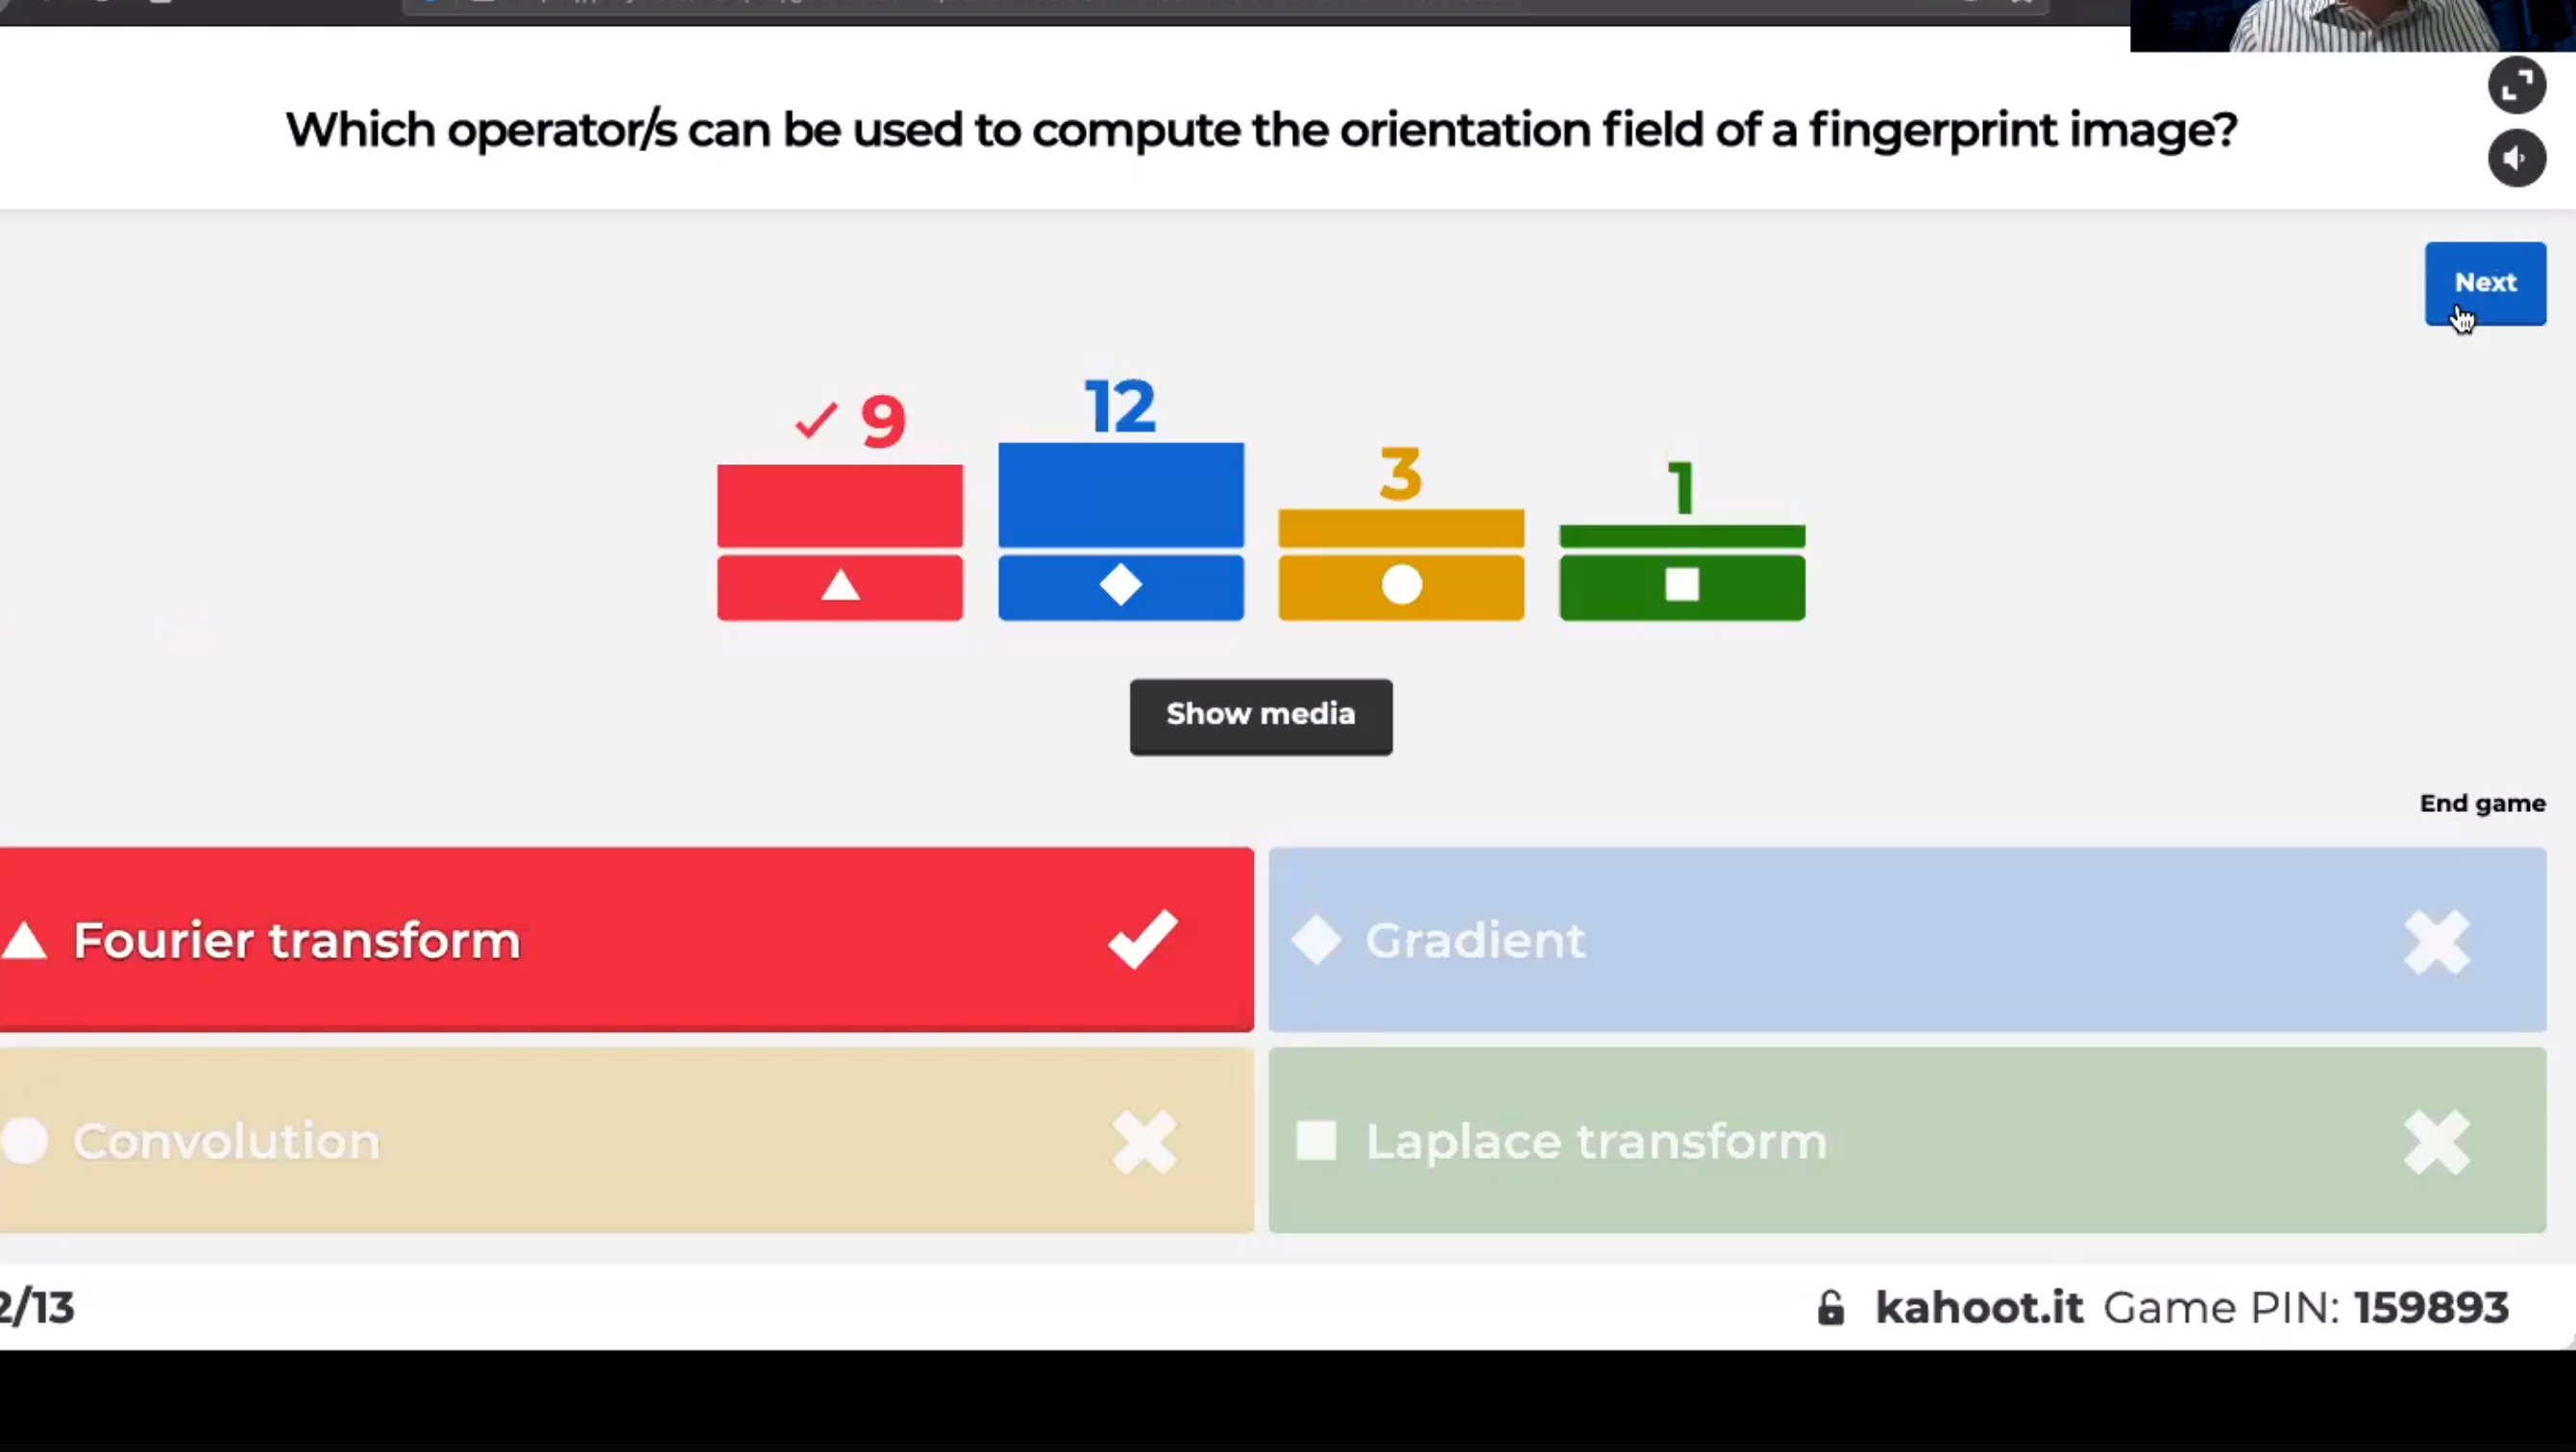 Which operator/s can be used to compute the orientation field of a fingerprint image?
Next
9
12
3
1
Show media
End game
Fourier transform
Gradient
Convolution
Laplace transform
2/13
kahoot.it Game PIN: 159893